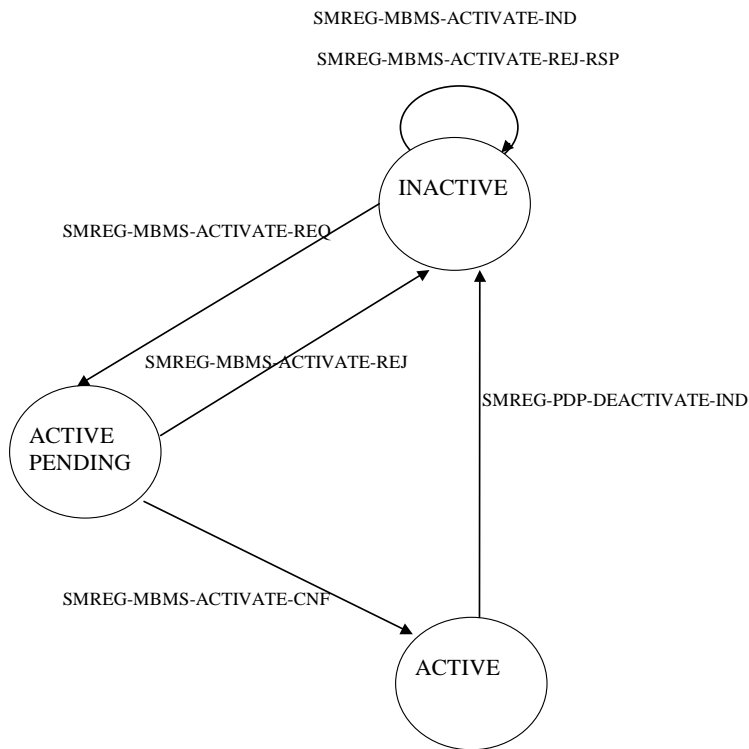 SMREG-MBMS-ACTIVATE-IND
SMREG-MBMS-ACTIVATE-REJ-RSP
INACTIVE
SMREG-MBMS-ACTIVATE-REQ
SMREG-MBMS-ACTIVATE-REJ
SMREG-PDP-DEACTIVATE-IND
ACTIVE
PENDING
SMREG-MBMS-ACTIVATE-CNF
ACTIVE